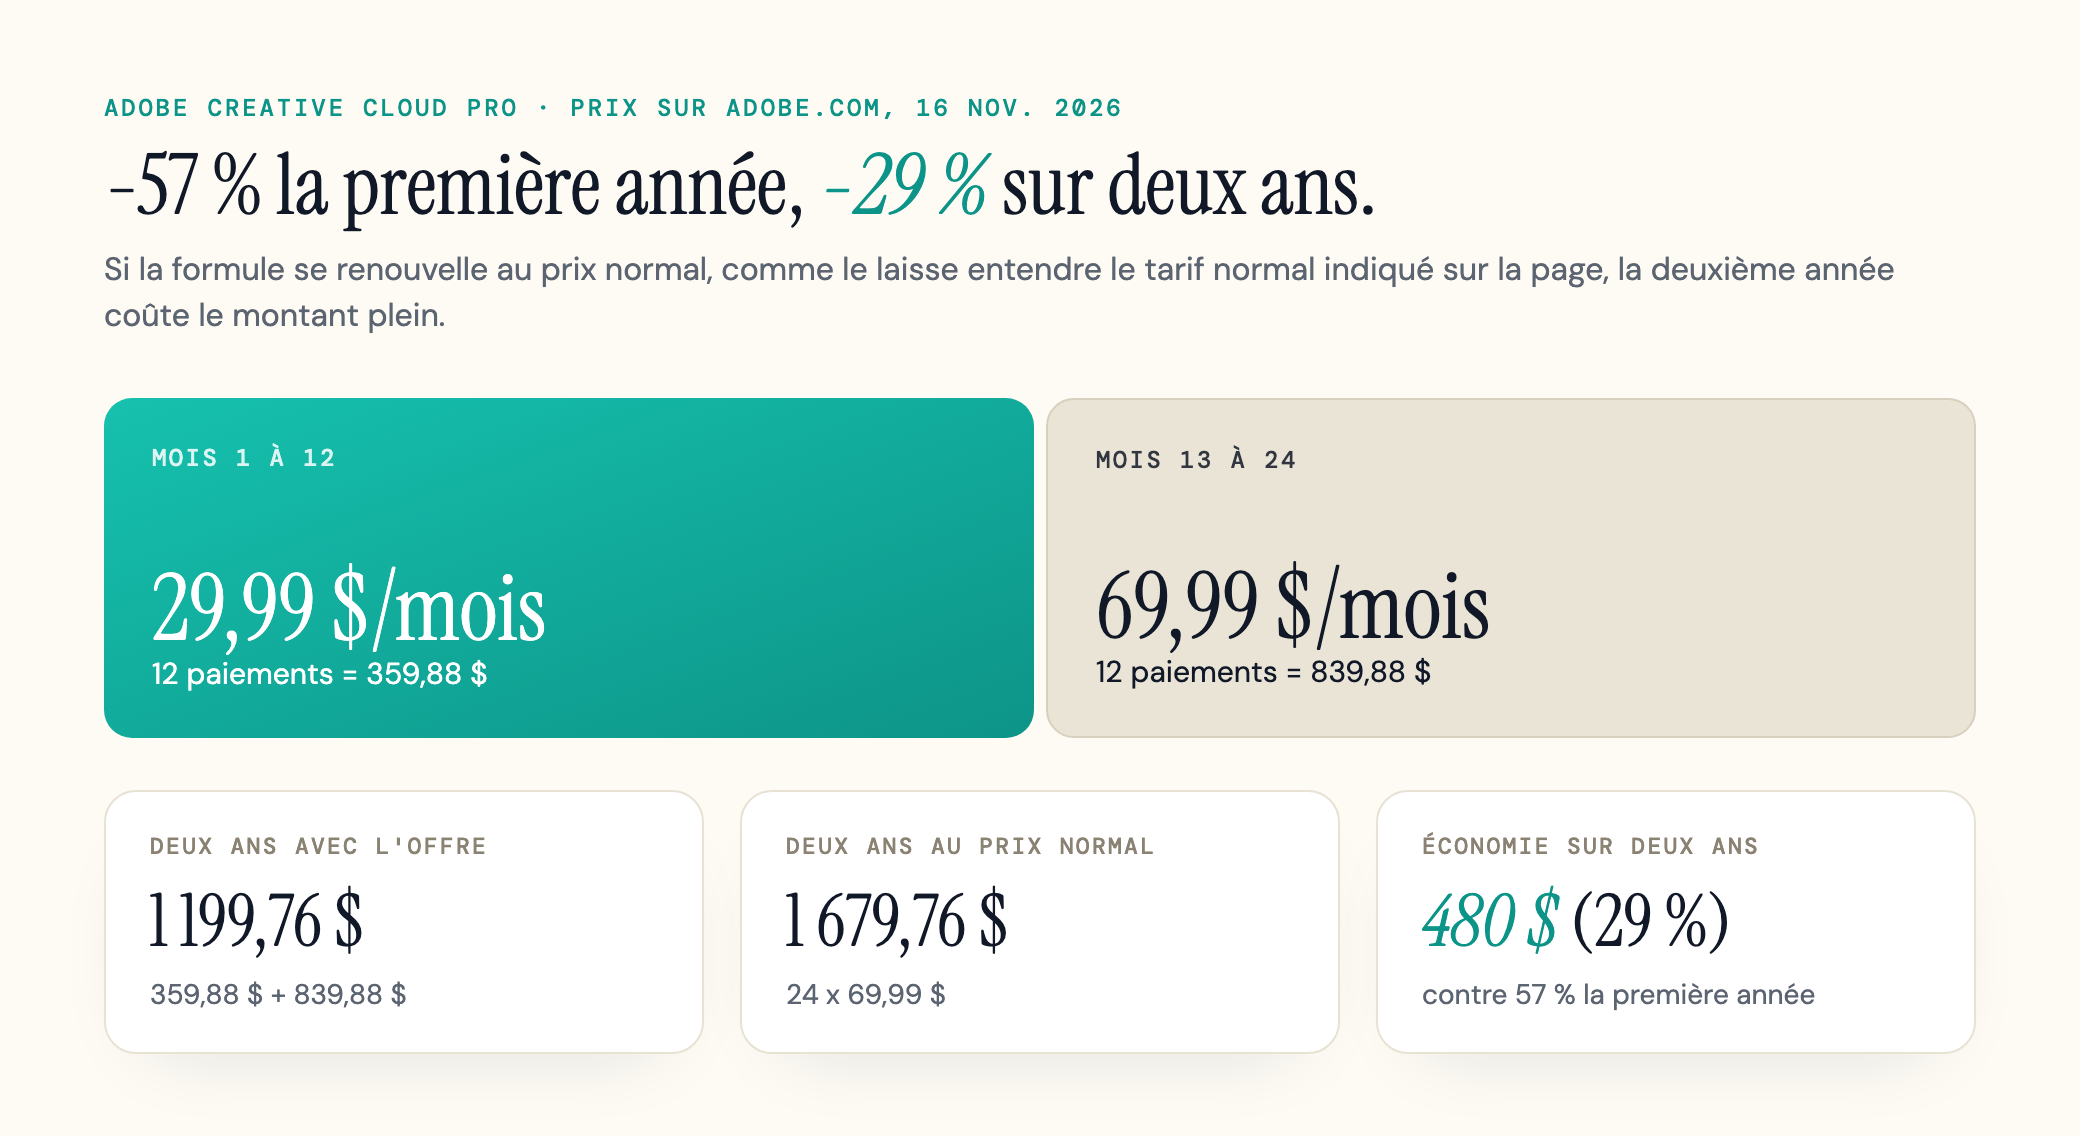 ADOBE CREATIVE CLOUD PRO · PRIX SUR ADOBE.COM, 16 NOV. 2026
-57 % la première année, -29 % sur deux ans.
Si la formule se renouvelle au prix normal, comme le laisse entendre le tarif normal indiqué sur la page, la deuxième année
coûte le montant plein.
MOIS 1 À 12
29,99 $/mois
12 paiements = 359,88 $
MOIS 13 À 24
69,99 $/mois
12 paiements = 839,88 $
DEUX ANS AVEC L'OFFRE
1 199,76 $
359,88 $ + 839,88 $
DEUX ANS AU PRIX NORMAL
1 679,76 $
24 x 69,99 $
ÉCONOMIE SUR DEUX ANS
480 $ (29 %)
contre 57 % la première année